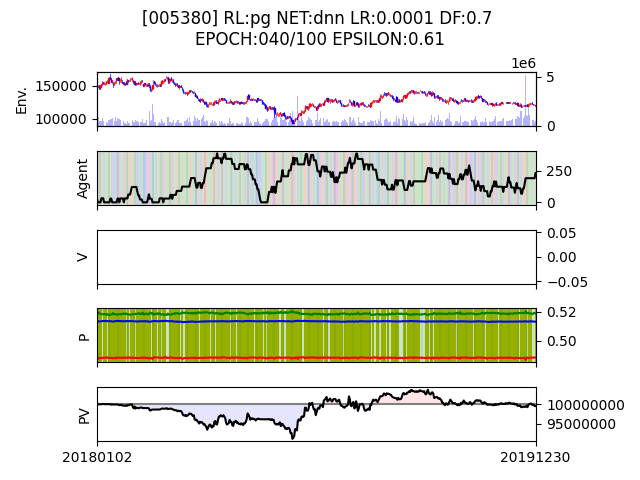 [005380] RL:pg NET:dnn LR:0.0001 DF:0.7
EPOCH:040/100 EPSILON:0.61
1e6
Env.
150000
100000
5
0
Agent
250
0
V
0.05
0.00
−0.05
P
0.52
0.50
PV
100000000
95000000
20180102
20191230